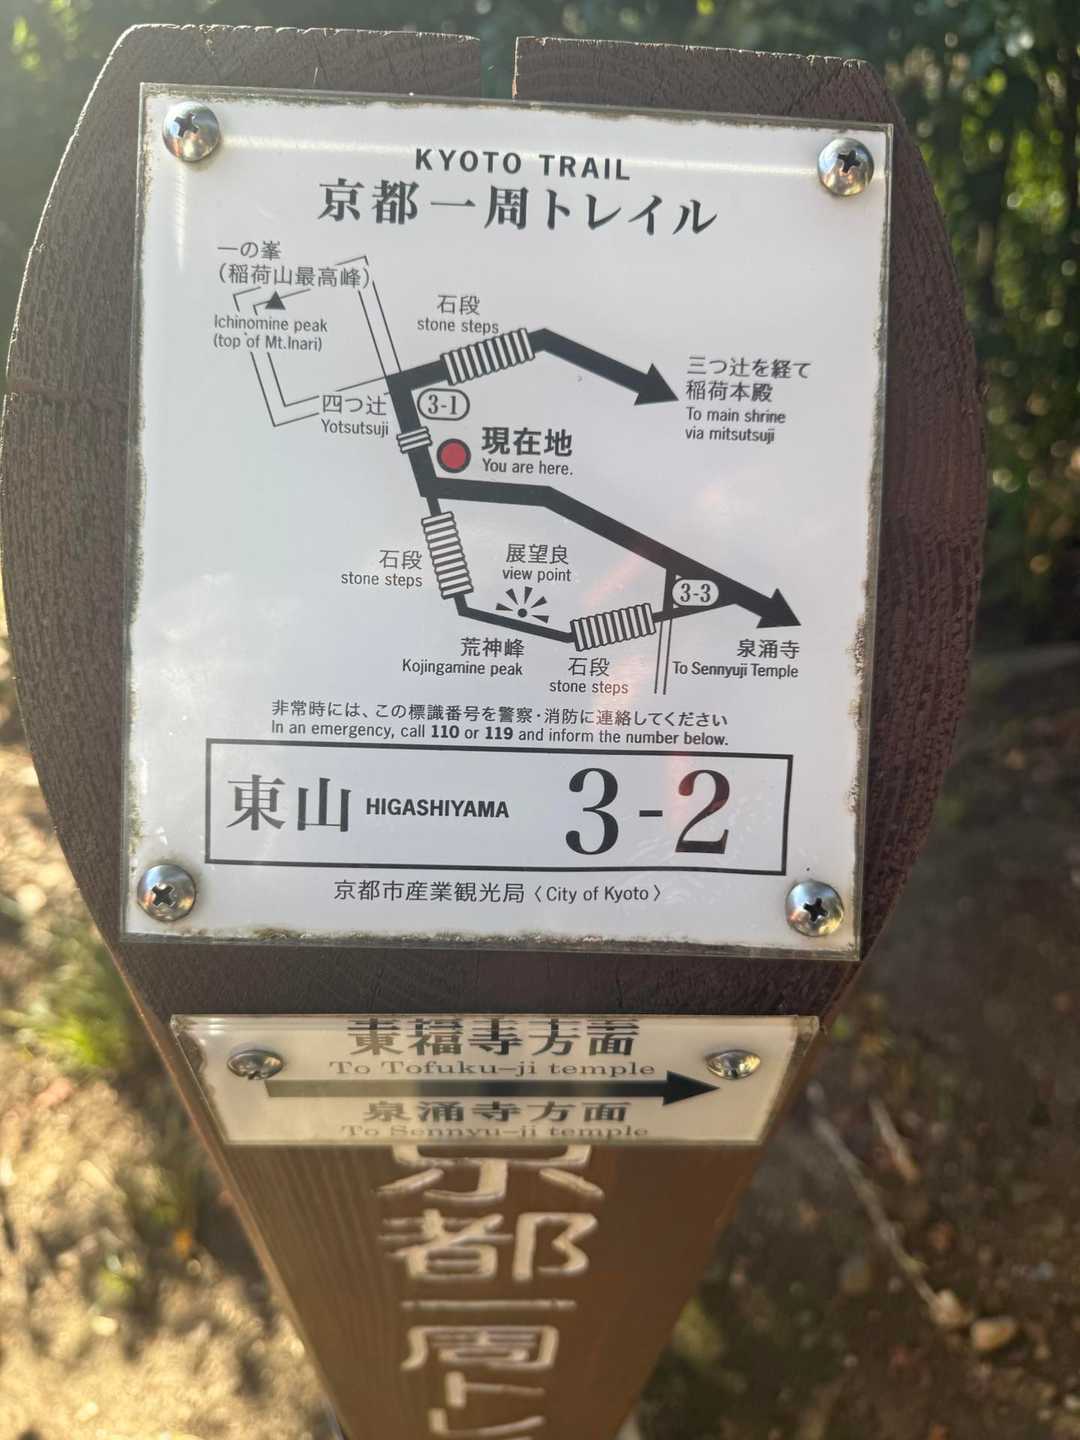 KYOTO TRAIL
京都一周トレイル
一の峯
(稲荷山最高峰)
Ichinomine peak
(top of Mt.Inari)
石段
stone steps
三つ辻を経て
稲荷本殿
To main shrine
via mitsutsuji
四つ辻
Yotsutsuji
3-1
現在地
You are here.
石段
stone steps
展望良
view point
3-3
荒神峰
Kojingamine peak
石段
stone steps
泉涌寺
To Sennyuji Temple
非常時には、この標識番号を警察・消防に連絡してください
In an emergency, call 110 or 119 and inform the number below.
東山 HIGASHIYAMA 3-2
京都市産業観光局〈City of Kyoto〉
東福寺方面
To Tofuku-ji temple
泉涌寺方面
To Sennyu-ji temple
京都一周トレ